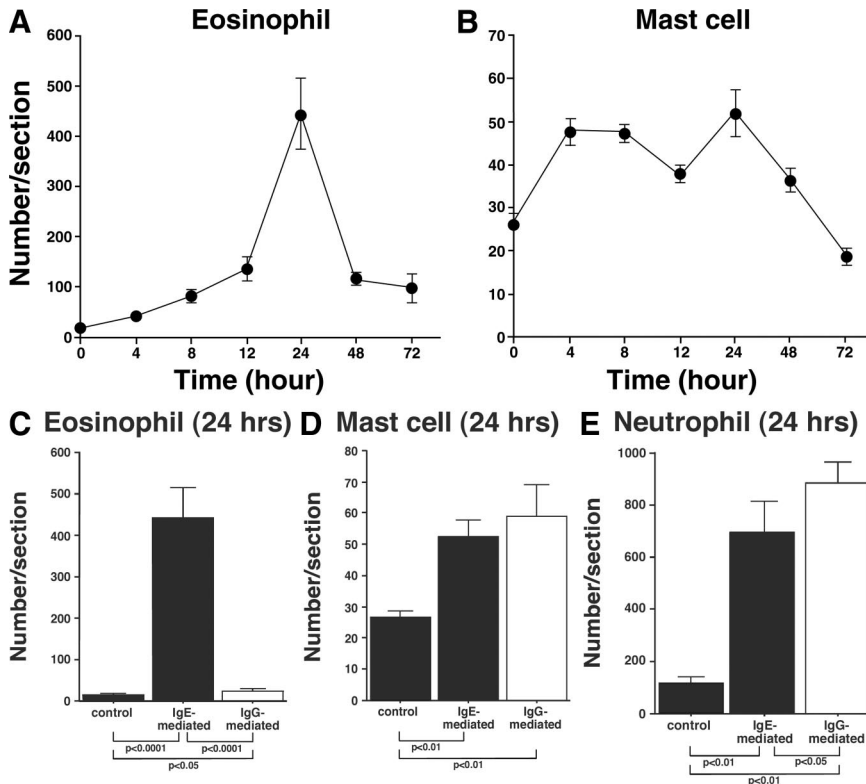 A Eosinophil
600
500
400
300
200
100
0
Number/section
0 4 8 12 24 48 72
Time (hour)
B Mast cell
70
60
50
40
30
20
10
0
0 4 8 12 24 48 72
Time (hour)
C Eosinophil (24 hrs)
600
500
400
300
200
100
0
Number/section
control IgE- IgG-
mediated mediated
p<0.0001 p<0.0001
p<0.05
D Mast cell (24 hrs)
80
70
60
50
40
30
20
10
0
Number/section
control IgE- IgG-
mediated mediated
p<0.01
p<0.01
E Neutrophil (24 hrs)
1000
800
600
400
200
0
Number/section
control IgE- IgG-
mediated mediated
p<0.01 p<0.05
p<0.01